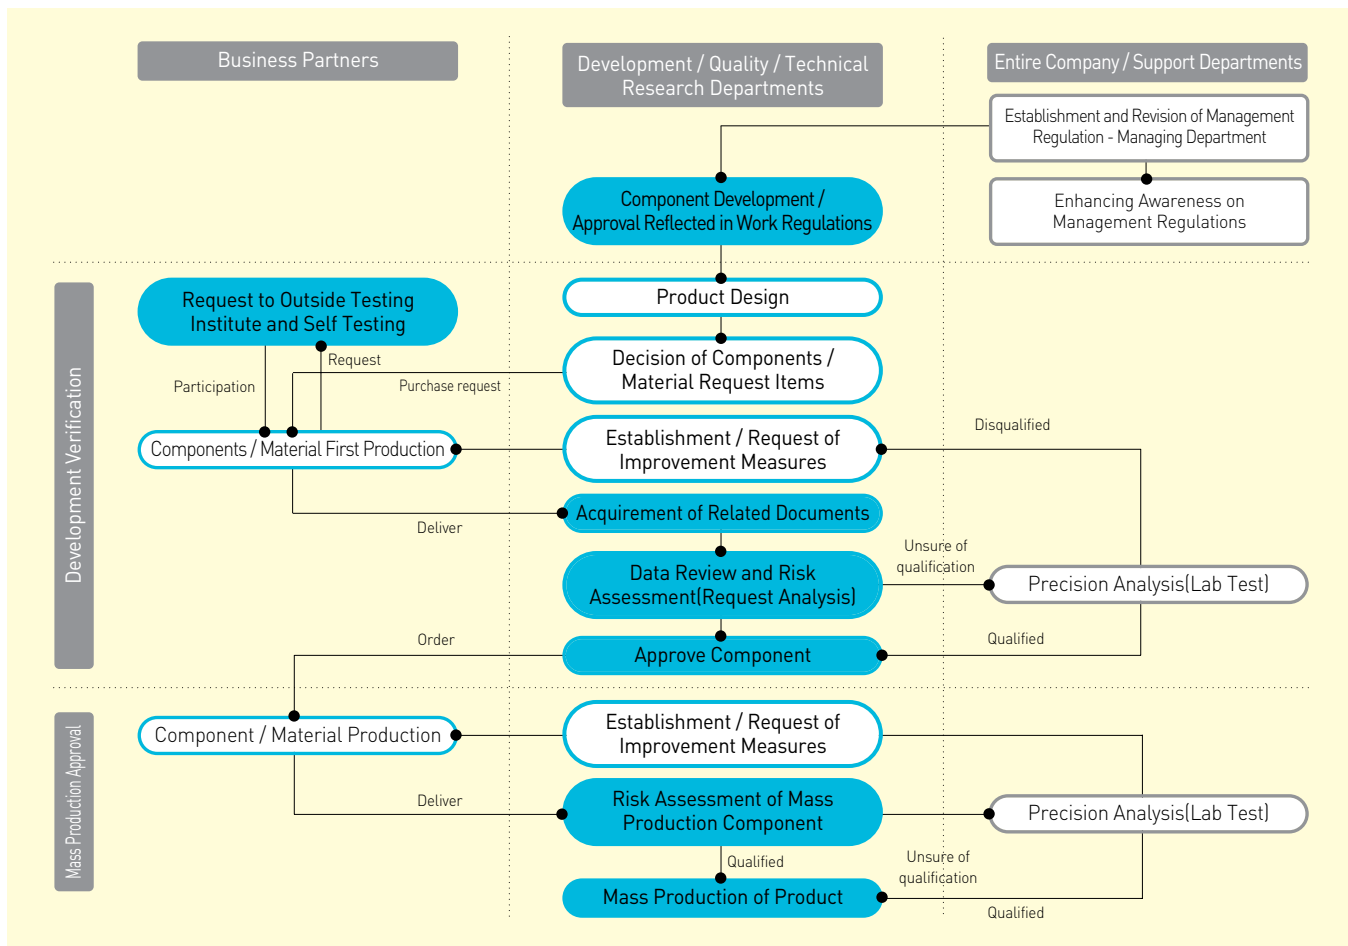 Business Partners
Development / Quality / Technical
Research Departments
Entire Company / Support Departments
Establishment and Revision of Management
Regulation - Managing Department
Enhancing Awareness on
Management Regulations
Component Development /
Approval Reflected in Work Regulations
Development Verification
Request to Outside Testing
Institute and Self Testing
Product Design
Decision of Components /
Material Request Items
Request
Participation
Purchase request
Components / Material First Production
Establishment / Request of
Improvement Measures
Disqualified
Deliver
Acquirement of Related Documents
Data Review and Risk
Assessment(Request Analysis)
Unsure of
qualification
Precision Analysis(Lab Test)
Order
Approve Component
Qualified
Mass Production Approval
Component / Material Production
Establishment / Request of
Improvement Measures
Deliver
Risk Assessment of Mass
Production Component
Precision Analysis(Lab Test)
Qualified
Unsure of
qualification
Mass Production of Product
Qualified